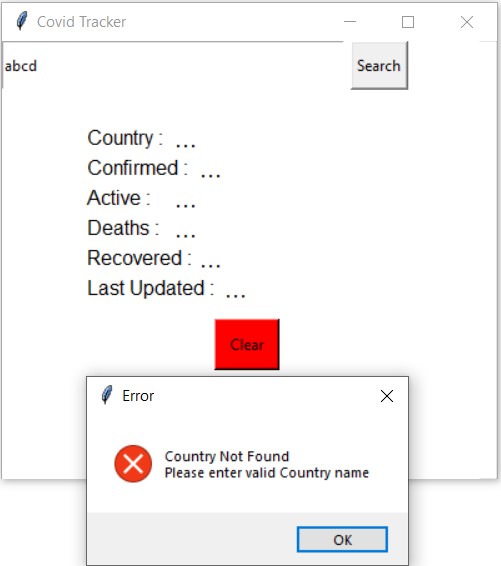 Covid Tracker
abcd
Search
Country : ...
Confirmed : ...
Active : ...
Deaths : ...
Recovered : ...
Last Updated : ...
Clear
Error
Country Not Found
Please enter valid Country name
OK